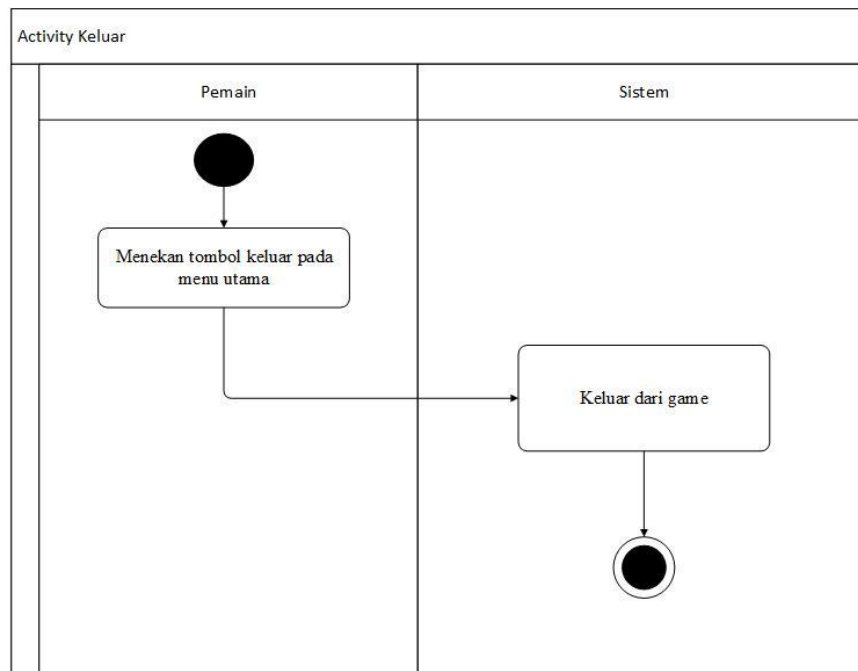 Activity Keluar
Pemain
Sistem
Menekan tombol keluar pada
menu utama
Keluar dari game